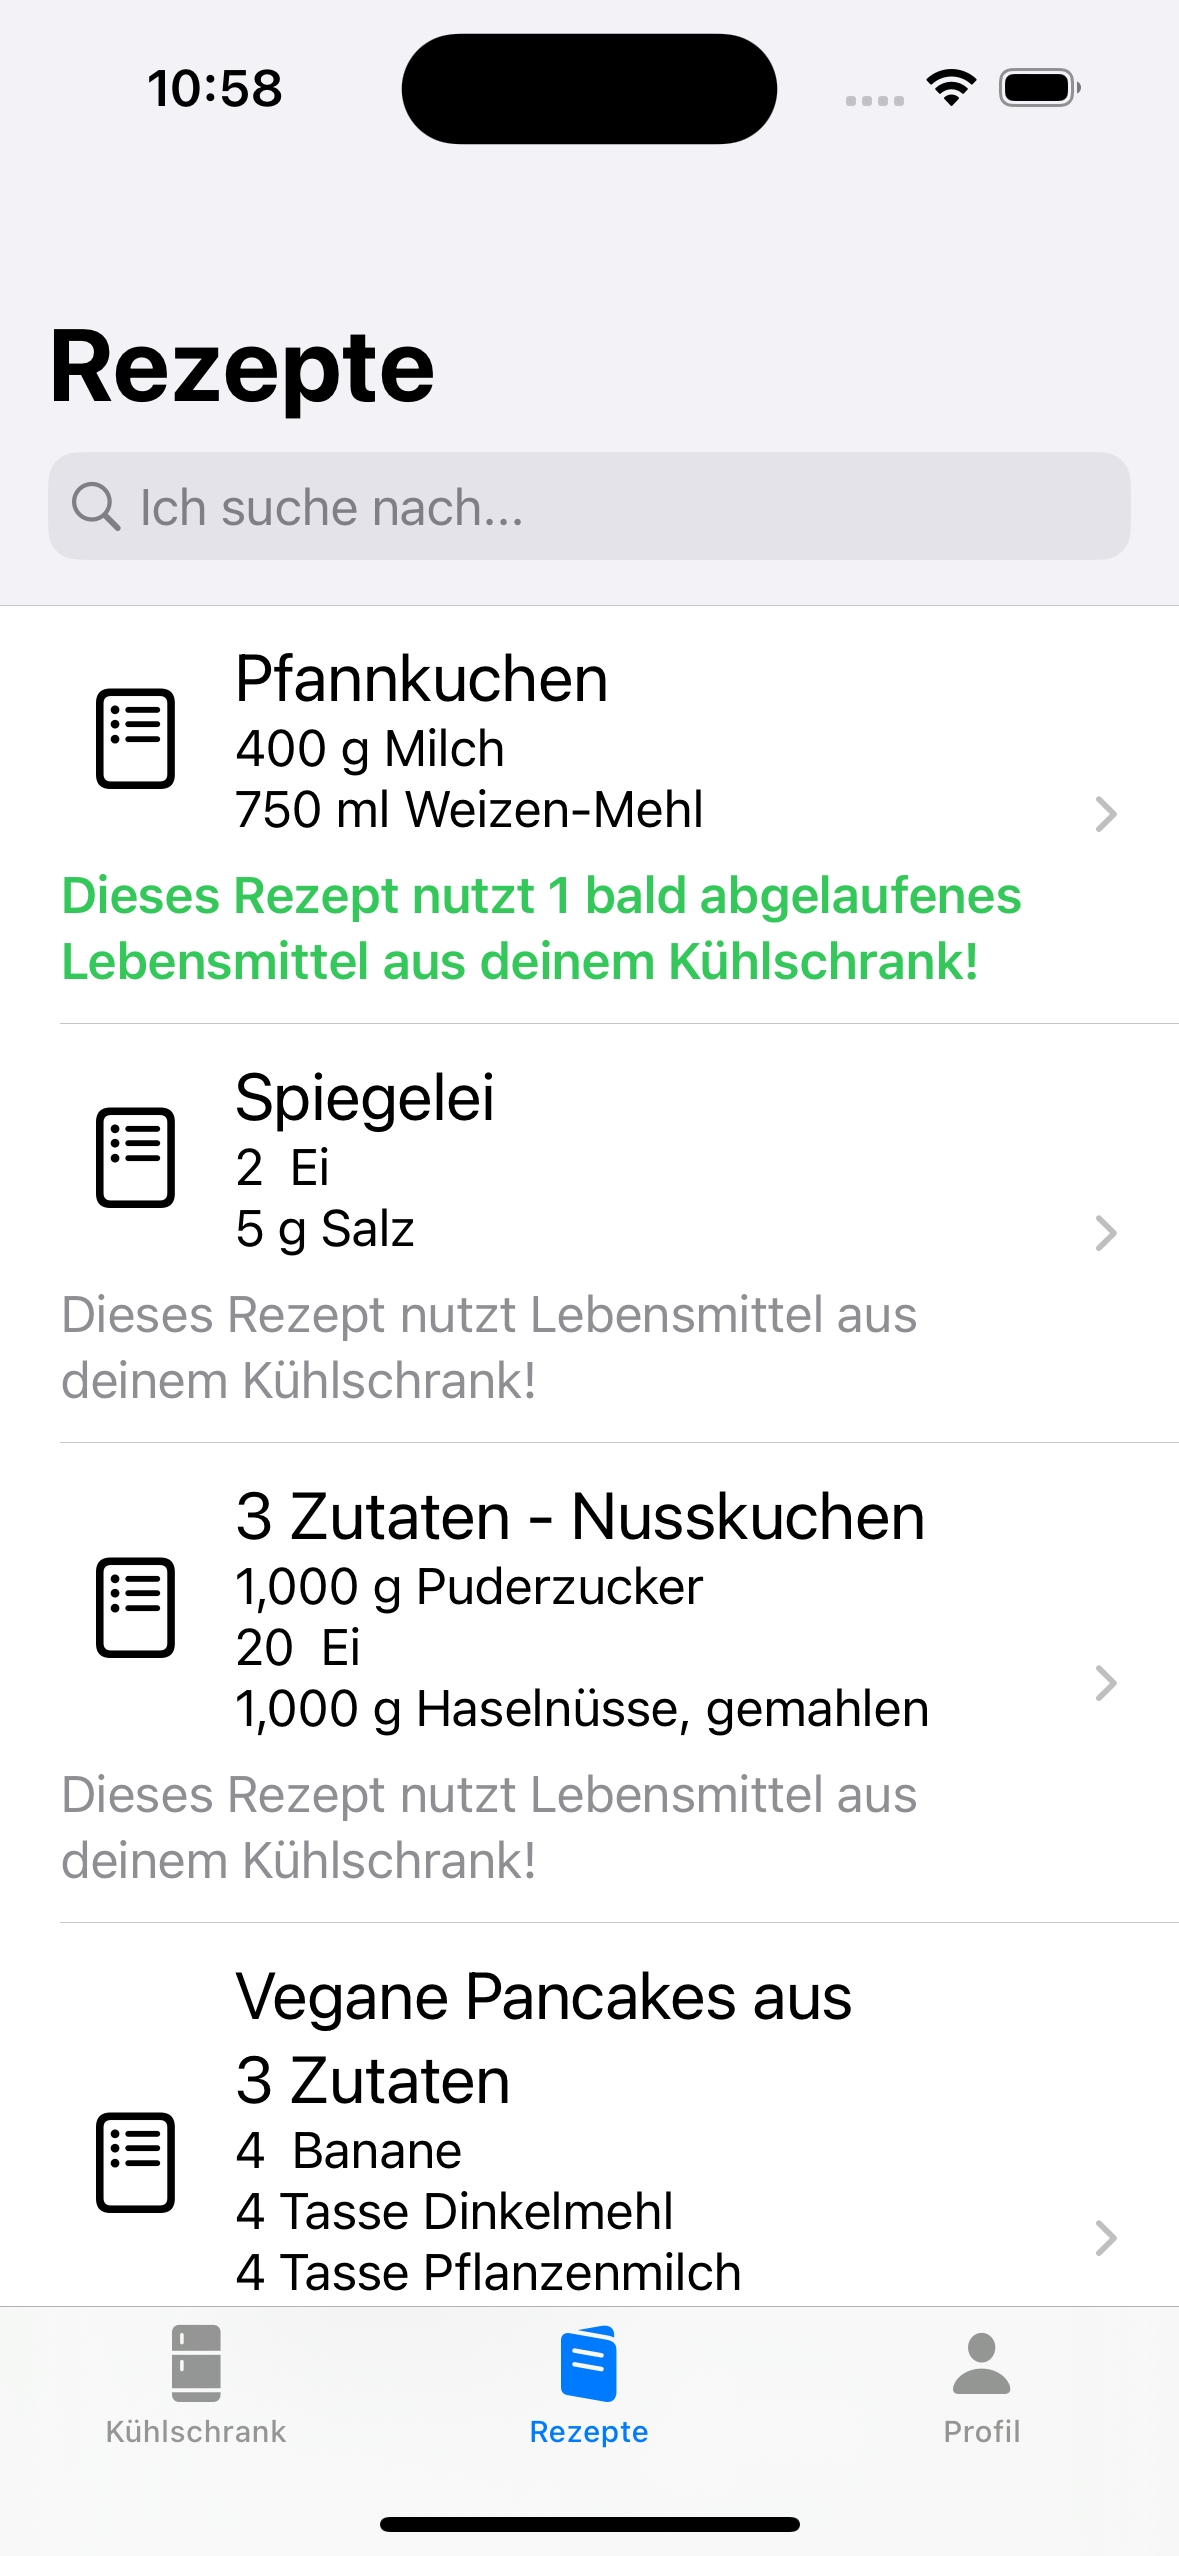 10:58
Rezepte
Ich suche nach...
Pfannkuchen
400 g Milch
750 ml Weizen-Mehl
Dieses Rezept nutzt 1 bald abgelaufenes
Lebensmittel aus deinem Kühlschrank!
Spiegelei
2  Ei
5 g Salz
Dieses Rezept nutzt Lebensmittel aus
deinem Kühlschrank!
3 Zutaten - Nusskuchen
1,000 g Puderzucker
20  Ei
1,000 g Haselnüsse, gemahlen
Dieses Rezept nutzt Lebensmittel aus
deinem Kühlschrank!
Vegane Pancakes aus
3 Zutaten
4  Banane
4 Tasse Dinkelmehl
4 Tasse Pflanzenmilch
Kühlschrank
Rezepte
Profil